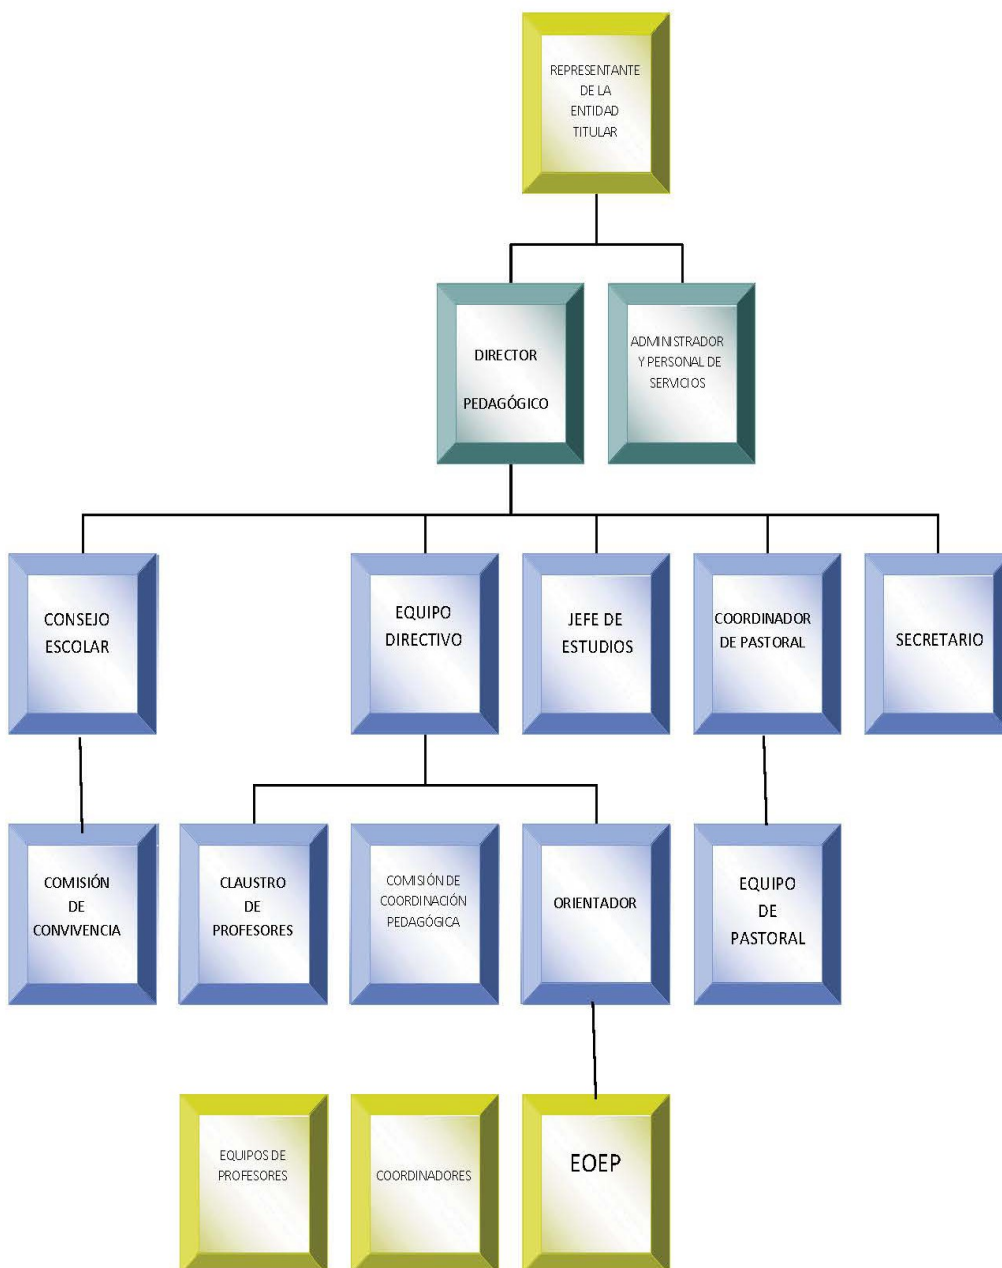 REPRESENTANTE
DE LA
ENTIDAD
TITULAR
DIRECTOR
PEDAGÓGICO
ADMINISTRADOR
Y PERSONAL DE
SERVICIOS
CONSEJO
ESCOLAR
EQUIPO
DIRECTIVO
JEFE DE
ESTUDIOS
COORDINADOR
DE PASTORAL
SECRETARIO
COMISIÓN
DE
CONVIVENCIA
CLAUSTRO
DE
PROFESORES
COMISIÓN DE
COORDINACIÓN
PEDAGÓGICA
ORIENTADOR
EQUIPO
DE
PASTORAL
EQUIPOS DE
PROFESORES
COORDINADORES
EOEP